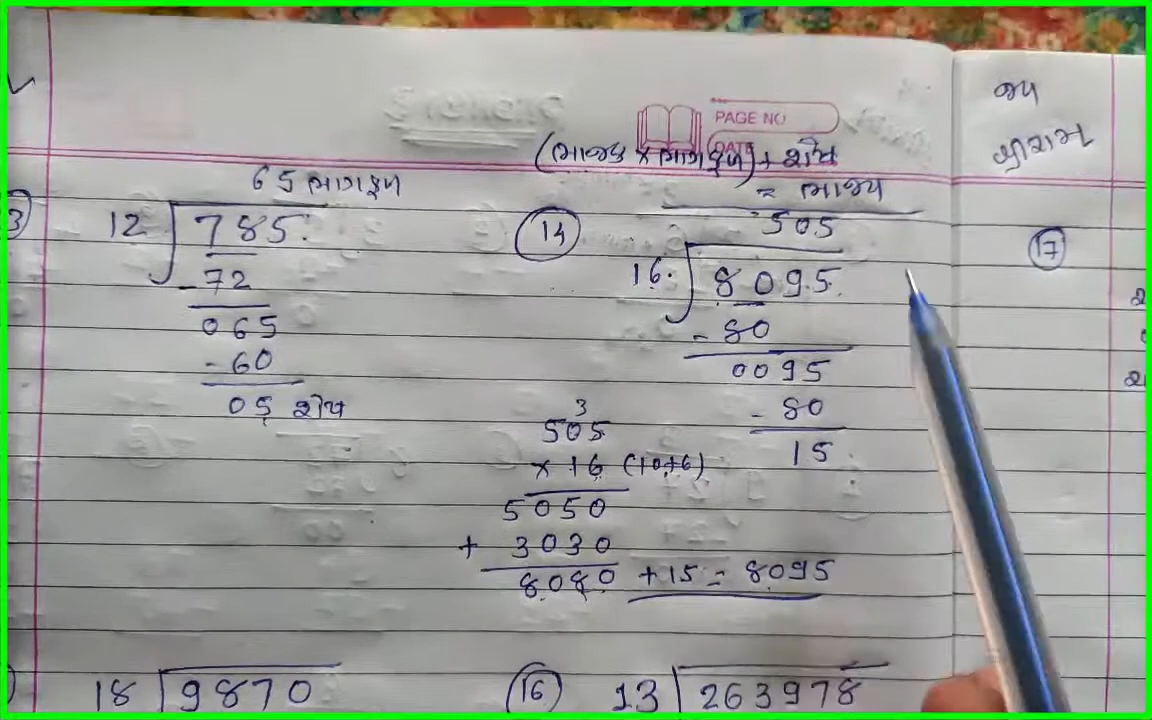 PAGE NO
DATE
(ભાજક × ભાગફળ) + શેષ
= ભાજ્ય
જય
શ્રીરામ
65 ભાગફળ
12 785
- 72
065
- 60
05 શેષ
14
505
16 8095
- 80
0095
- 80
15
3
505
× 16 (10+6)
5050
+ 3030
8080 + 15 = 8095
17
18 9870
16
13 263978